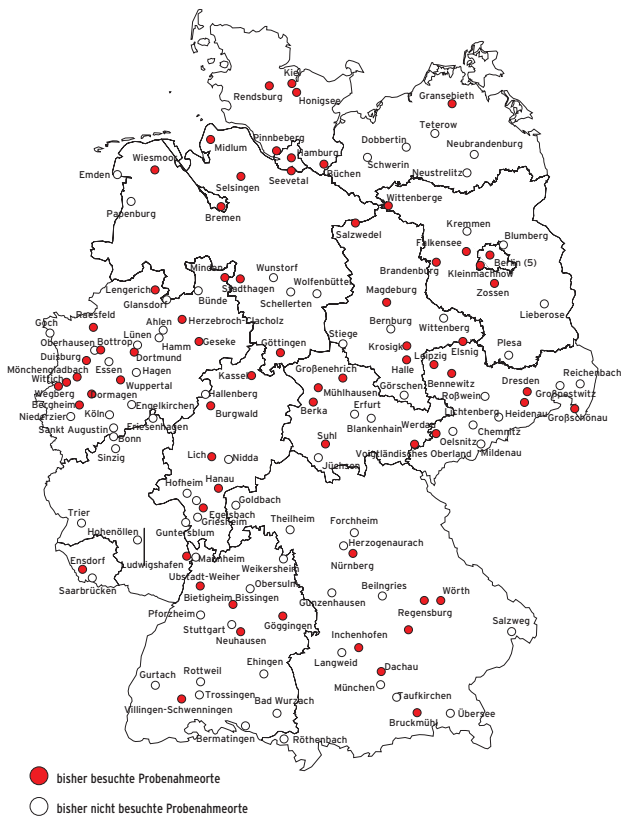 Kiel
Rendsburg
Honigsee
Gransebieth
Teterow
Pinneberg
Midlum
Hamburg
Dobbertin
Neubrandenburg
Wiesmoor
Schwerin
Emden
Seevetal
Büchen
Neustrelitz
Selsingen
Wittenberge
Papenburg
Bremen
Salzwedel
Kremmen
Blumberg
Falkensee
Minden
Wunstorf
Brandenburg
Berlin (5)
Kleinmachnow
Lengerich
Stadthagen
Wolfenbüttel
Magdeburg
Zossen
Glansdorf
Bünde
Schellerten
Raesfeld
Lieberose
Goch
Ahlen
Herzebroch-Clacholz
Bernburg
Wittenberg
Oberhausen
Bottrop
Lünen
Hamm
Geseke
Göttingen
Stiege
Krosigk
Elsnig
Plesa
Duisburg
Essen
Dortmund
Leipzig
Mönchengladbach
Hagen
Kassel
Großenehrich
Halle
Reichenbach
Wittich
Wuppertal
Bennewitz
Dresden
Wegberg
Dormagen
Hallenberg
Mühlhausen
Görschen
Roßwein
Großpostwitz
Bergheim
Köln
Engelkirchen
Burgwald
Berka
Erfurt
Lichtenberg
Heidenau
Großschönau
Niederzier
Friesenhagen
Blankenhain
Werdau
Chemnitz
Sankt Augustin
Bonn
Suhl
Oelsnitz
Sinzig
Lich
Nidda
Jüchsen
Voigtländisches Oberland
Mildenau
Hanau
Hofheim
Goldbach
Trier
Egelsbach
Griesheim
Theilheim
Forchheim
Hohenöllen
Guntersblum
Herzogenaurach
Ensdorf
Ludwigshafen
Mannheim
Weikersheim
Nürnberg
Ubstadt-Weiher
Saarbrücken
Obersulm
Beilngries
Wörth
Bietigheim Bissingen
Gunzenhausen
Pforzheim
Regensburg
Stuttgart
Göggingen
Salzweg
Neuhausen
Inchenhofen
Langweid
Ehingen
Dachau
Gurtach
Rottweil
München
Trossingen
Taufkirchen
Villingen-Schwenningen
Bad Wurzach
Übersee
Bruckmühl
Bermatingen
Röthenbach
bisher besuchte Probenahmeorte
bisher nicht besuchte Probenahmeorte